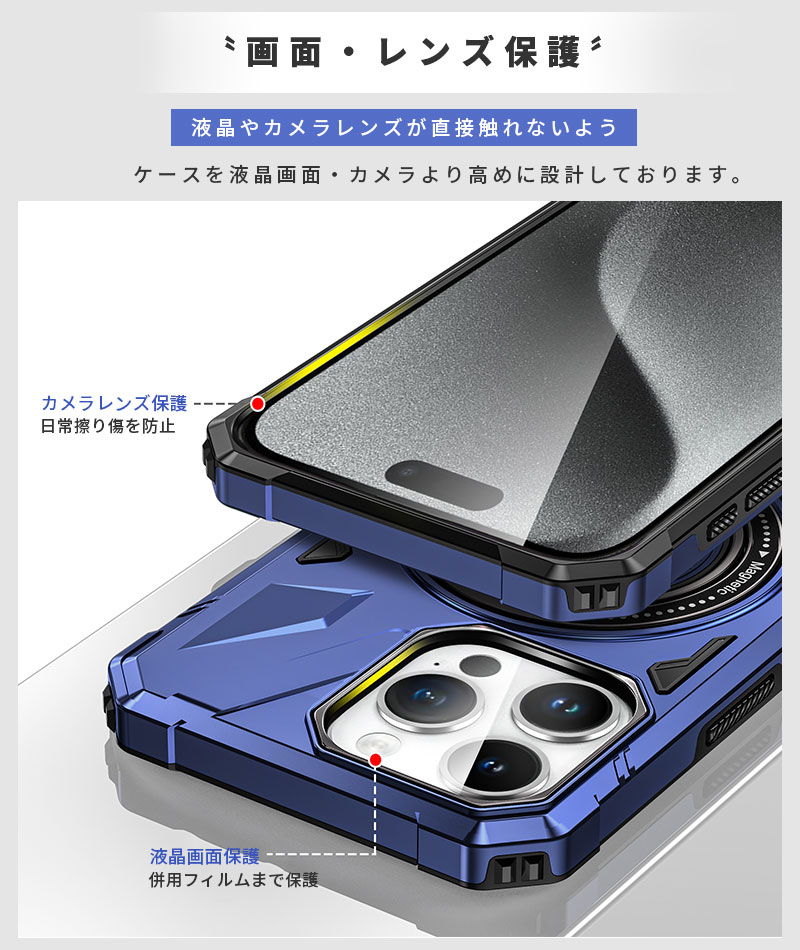 〝画面・レンズ保護〞
液晶やカメラレンズが直接触れないよう
ケースを液晶画面・カメラより高めに設計しております。
カメラレンズ保護
日常擦り傷を防止
Magnetic
液晶画面保護
併用フィルムまで保護